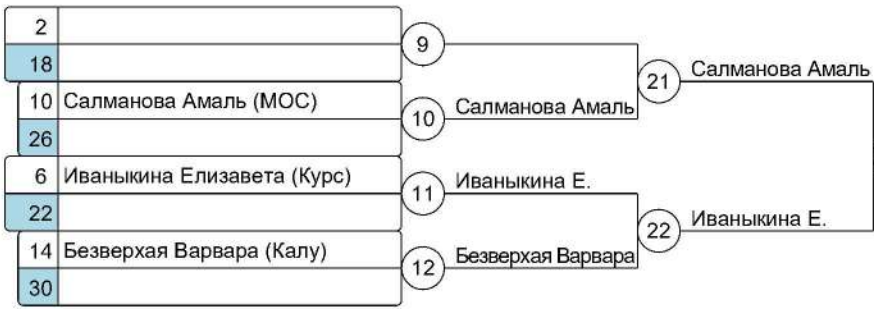 2
18
9
10 Салманова Амаль (МОС)
26
10
Салманова Амаль
21
Салманова Амаль
6 Иваныкина Елизавета (Курс)
22
11
Иваныкина Е.
14 Безверхая Варвара (Калу)
30
12
Безверхая Варвара
22
Иваныкина Е.